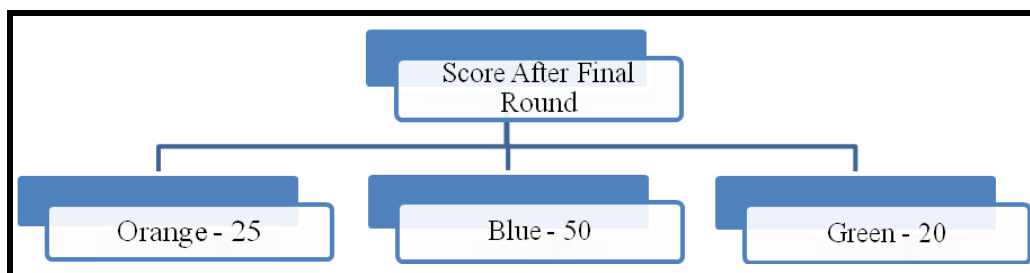 Score After Final
Round
Orange - 25
Blue - 50
Green - 20